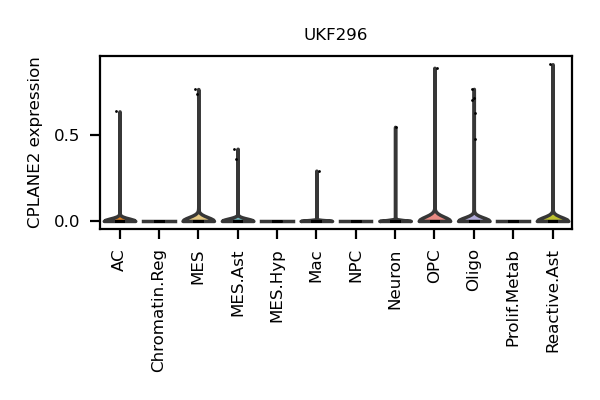 UKF296
CPLANE2 expression
0.5
0.0
AC
Chromatin.Reg
MES
MES.Ast
MES.Hyp
Mac
NPC
Neuron
OPC
Oligo
Prolif.Metab
Reactive.Ast